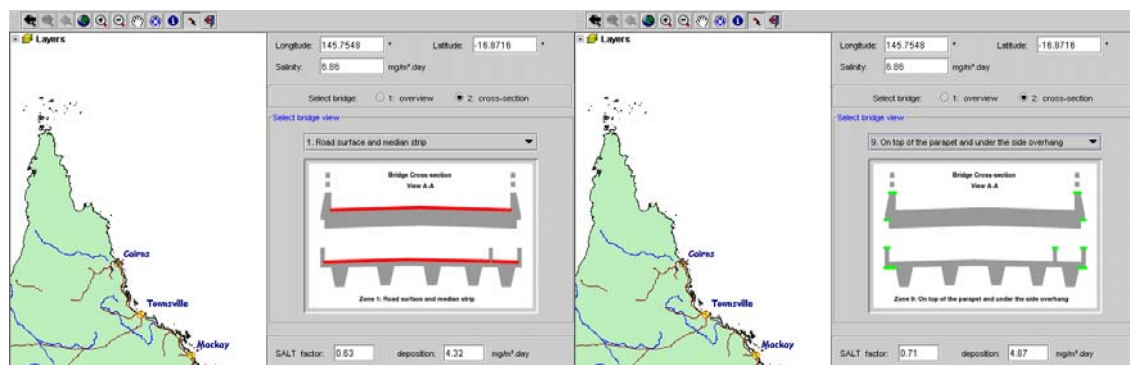 Layers
Longitude: 145.7548 ° Latitude: -16.8716 °
Salinity: 6.86 mg/m².day
Select bridge: 1: overview 2: cross-section
Select bridge view
1. Road surface and median strip
Bridge Cross-section
View A-A
Zone 1: Road surface and median strip
SALT factor: 0.63 deposition: 4.32 mg/m².day
Cairns
Townsville
Mackay
Layers
Longitude: 145.7548 ° Latitude: -16.8716 °
Salinity: 6.86 mg/m².day
Select bridge: 1: overview 2: cross-section
Select bridge view
9. On top of the parapet and under the side overhang
Bridge Cross-section
View A-A
Zone 9: On top of the parapet and under the side overhang
SALT factor: 0.71 deposition: 4.87 mg/m².day
Cairns
Townsville
Mackay